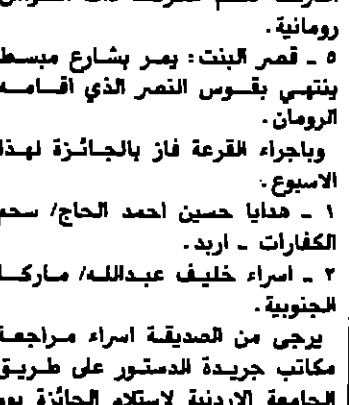 رومانية.
٥ ـ قصر البنت: يمر بشارع مبسط
ينتهي بقوس النصر الذي أقامه
الرومان.
وباجراء القرعة فاز بالجائزة لهذا
الاسبوع.
١ ـ هدايا حسين احمد الحاج/ سحم
الكفارات ـ اربد.
٢ ـ اسراء خليف عبدالله/ ماركا
الجنوبية.
يرجى من الصديقة اسراء مراجعة
مكاتب جريدة الدستور على طريق
الجامعة الاردنية لاستلام الجائزة يوم